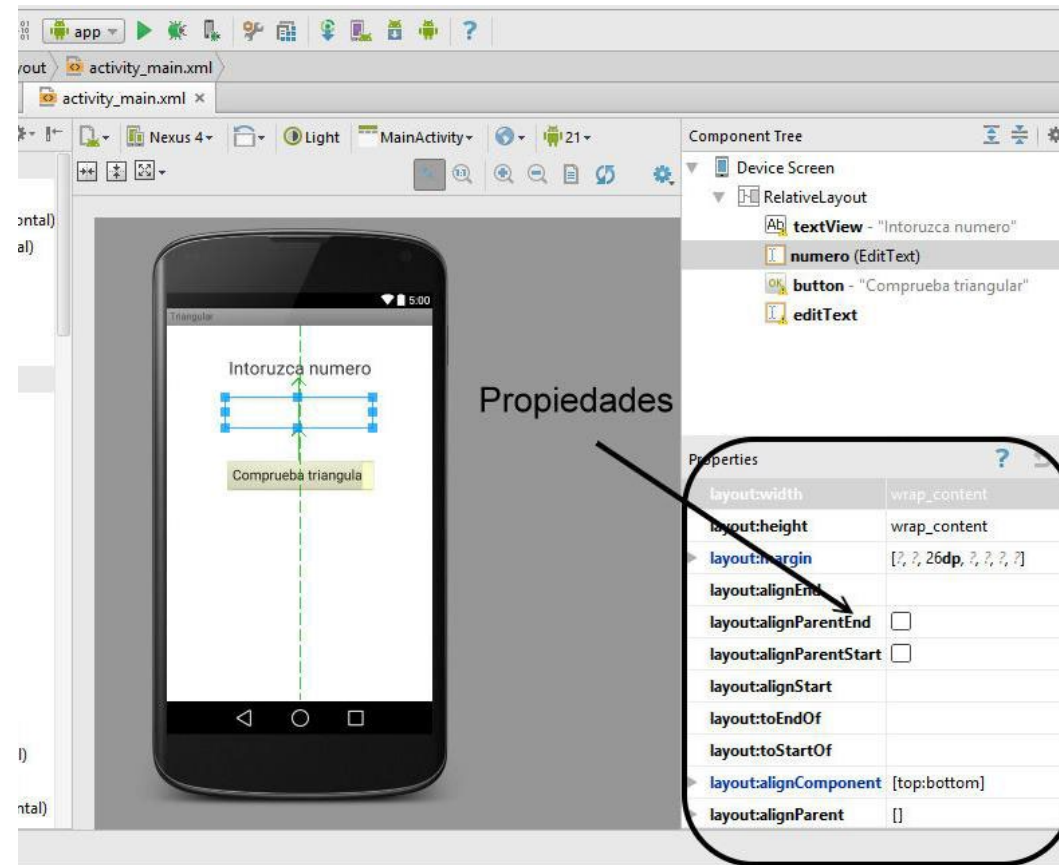 app
?
yout
activity_main.xml
activity_main.xml ×
Nexus 4
Light
MainActivity
21
ontal)
al)
l)
ntal)
5:00
Triangular
Intoruzca numero
Comprueba triangula
Propiedades
Component Tree
Device Screen
RelativeLayout
Ab textView - "Intoruzca numero"
numero (EditText)
OK button - "Comprueba triangular"
editText
Properties ?
layout:width wrap_content
layout:height wrap_content
layout:margin [?, ?, 26dp, ?, ?, ?, ?]
layout:alignEnd
layout:alignParentEnd
layout:alignParentStart
layout:alignStart
layout:toEndOf
layout:toStartOf
layout:alignComponent [top:bottom]
layout:alignParent []